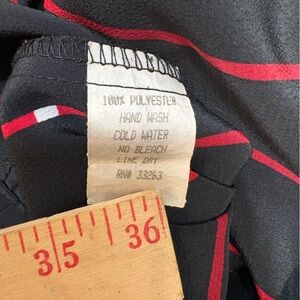 100% POLYESTER
HAND WASH
COLD WATER
NO BLEACH
LINE DRY
RN# 33263
35 36